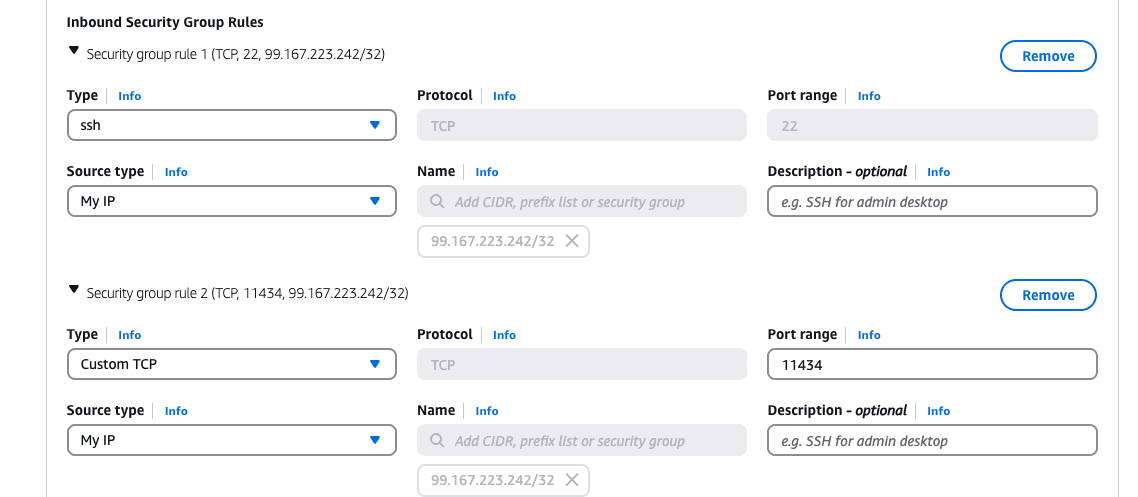 Inbound Security Group Rules
Security group rule 1 (TCP, 22, 99.167.223.242/32)
Remove
Type Info Protocol Info Port range Info
ssh TCP 22
Source type Info Name Info Description - optional Info
My IP Add CIDR, prefix list or security group e.g. SSH for admin desktop
99.167.223.242/32
Security group rule 2 (TCP, 11434, 99.167.223.242/32)
Remove
Type Info Protocol Info Port range Info
Custom TCP TCP 11434
Source type Info Name Info Description - optional Info
My IP Add CIDR, prefix list or security group e.g. SSH for admin desktop
99.167.223.242/32